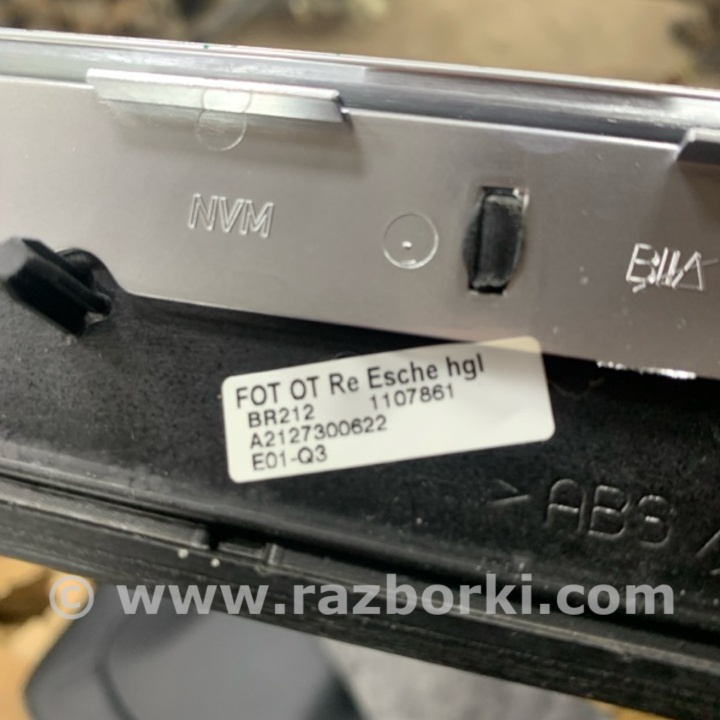 NVM
FOT OT Re Esche hgl
BR212 1107861
A2127300622
E01-Q3
>ABS
© www.razborki.com